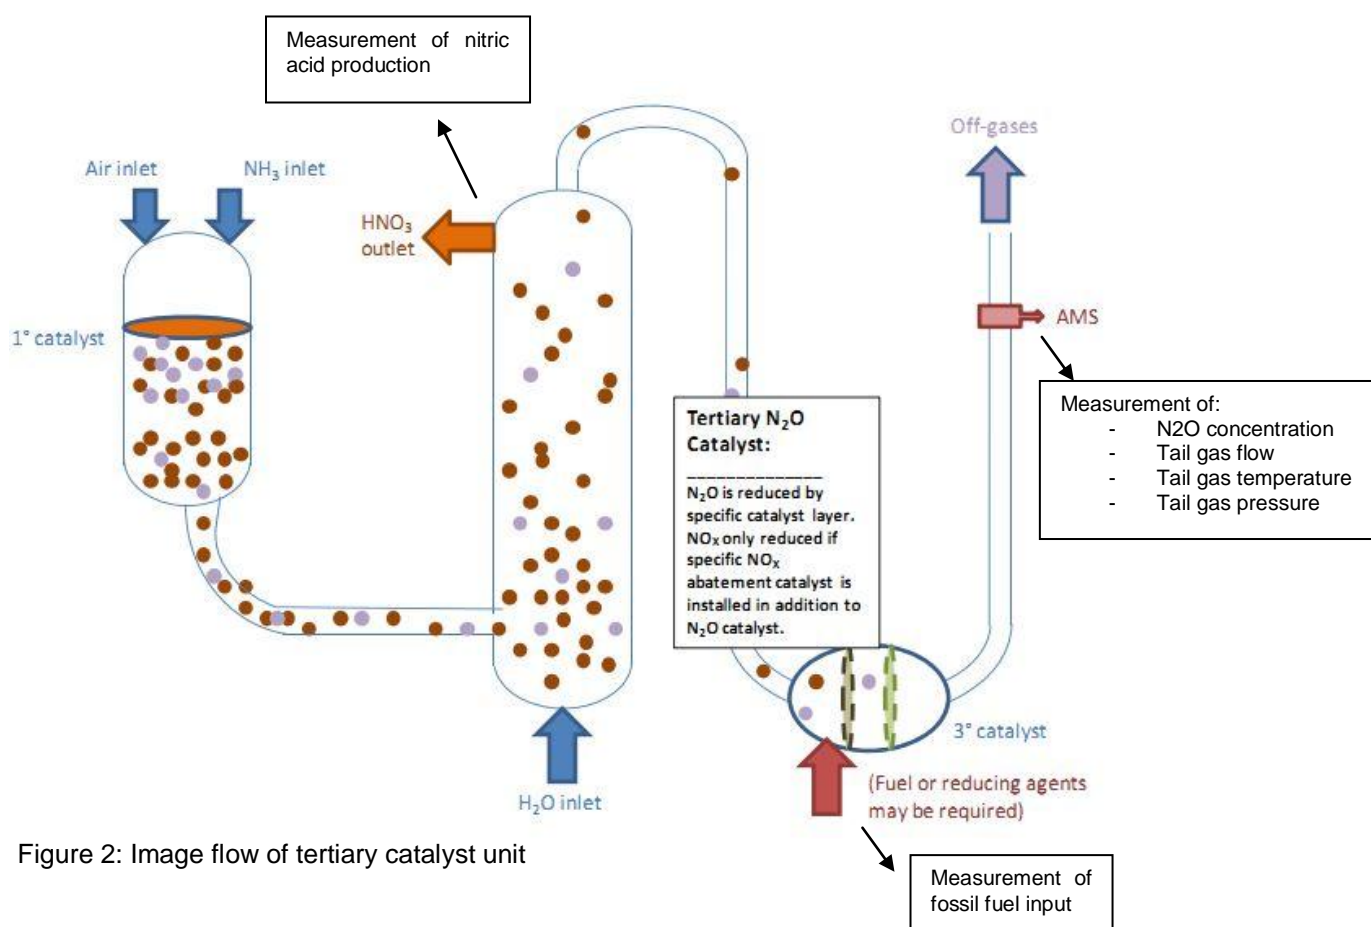 Measurement of nitric
acid production
Air inlet
NH₃ inlet
HNO₃
outlet
1° catalyst
Off-gases
AMS
Measurement of:
- N2O concentration
- Tail gas flow
- Tail gas temperature
- Tail gas pressure
Tertiary N₂O
Catalyst:
______________
N₂O is reduced by
specific catalyst layer.
NOₓ only reduced if
specific NOₓ
abatement catalyst is
installed in addition to
N₂O catalyst.
3° catalyst
H₂O inlet
(Fuel or reducing agents
may be required)
Figure 2: Image flow of tertiary catalyst unit
Measurement of
fossil fuel input